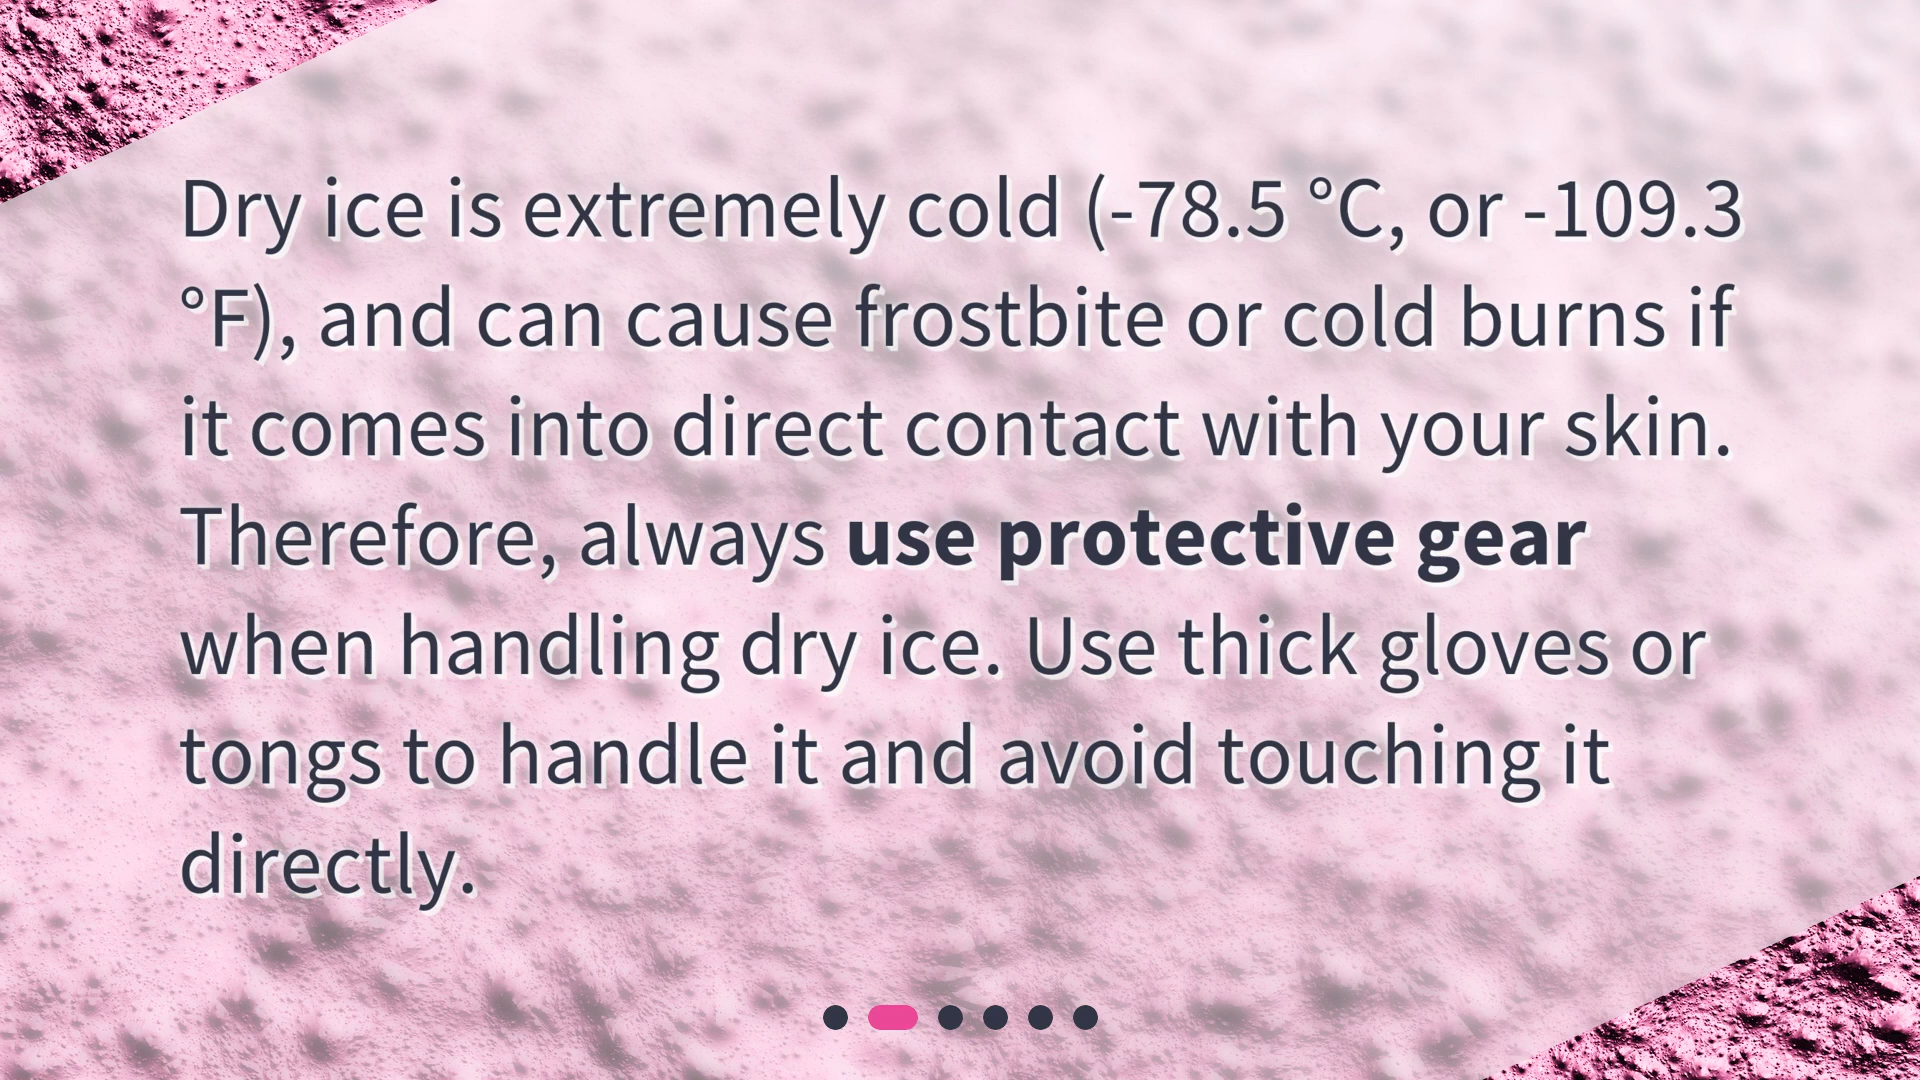 Dry ice is extremely cold (-78.5 °C, or -109.3
°F), and can cause frostbite or cold burns if
it comes into direct contact with your skin.
Therefore, always use protective gear
when handling dry ice. Use thick gloves or
tongs to handle it and avoid touching it
directly.